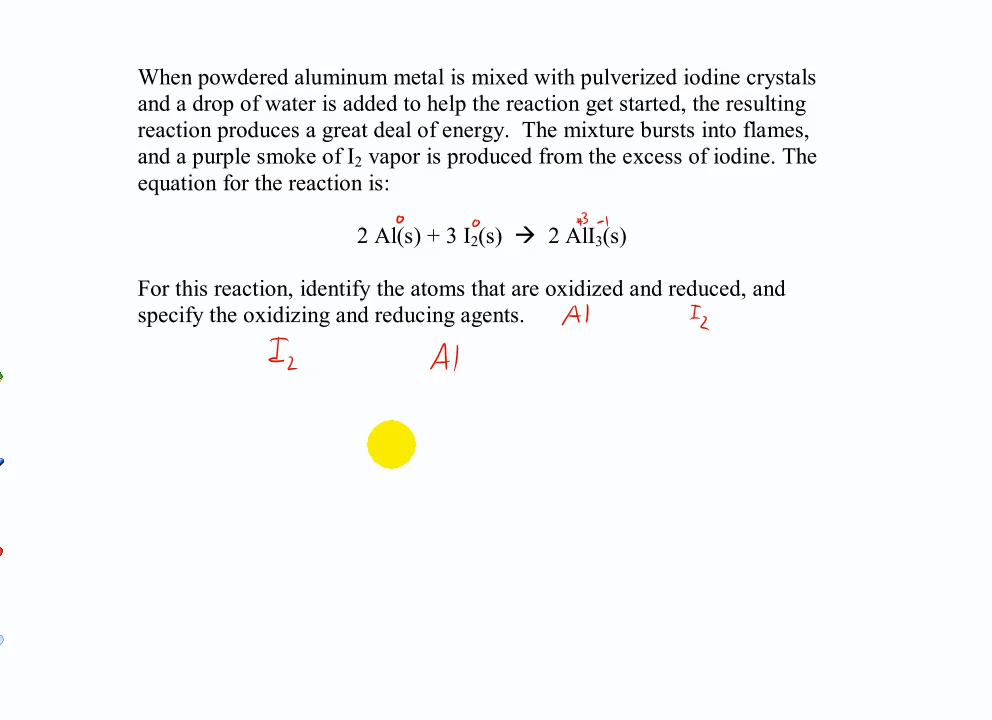 When powdered aluminum metal is mixed with pulverized iodine crystals
and a drop of water is added to help the reaction get started, the resulting
reaction produces a great deal of energy. The mixture bursts into flames,
and a purple smoke of I₂ vapor is produced from the excess of iodine. The
equation for the reaction is:
0 0 +3 -1
2 Al(s) + 3 I₂(s) → 2 AlI₃(s)
For this reaction, identify the atoms that are oxidized and reduced, and
specify the oxidizing and reducing agents. Al I₂
I₂ Al